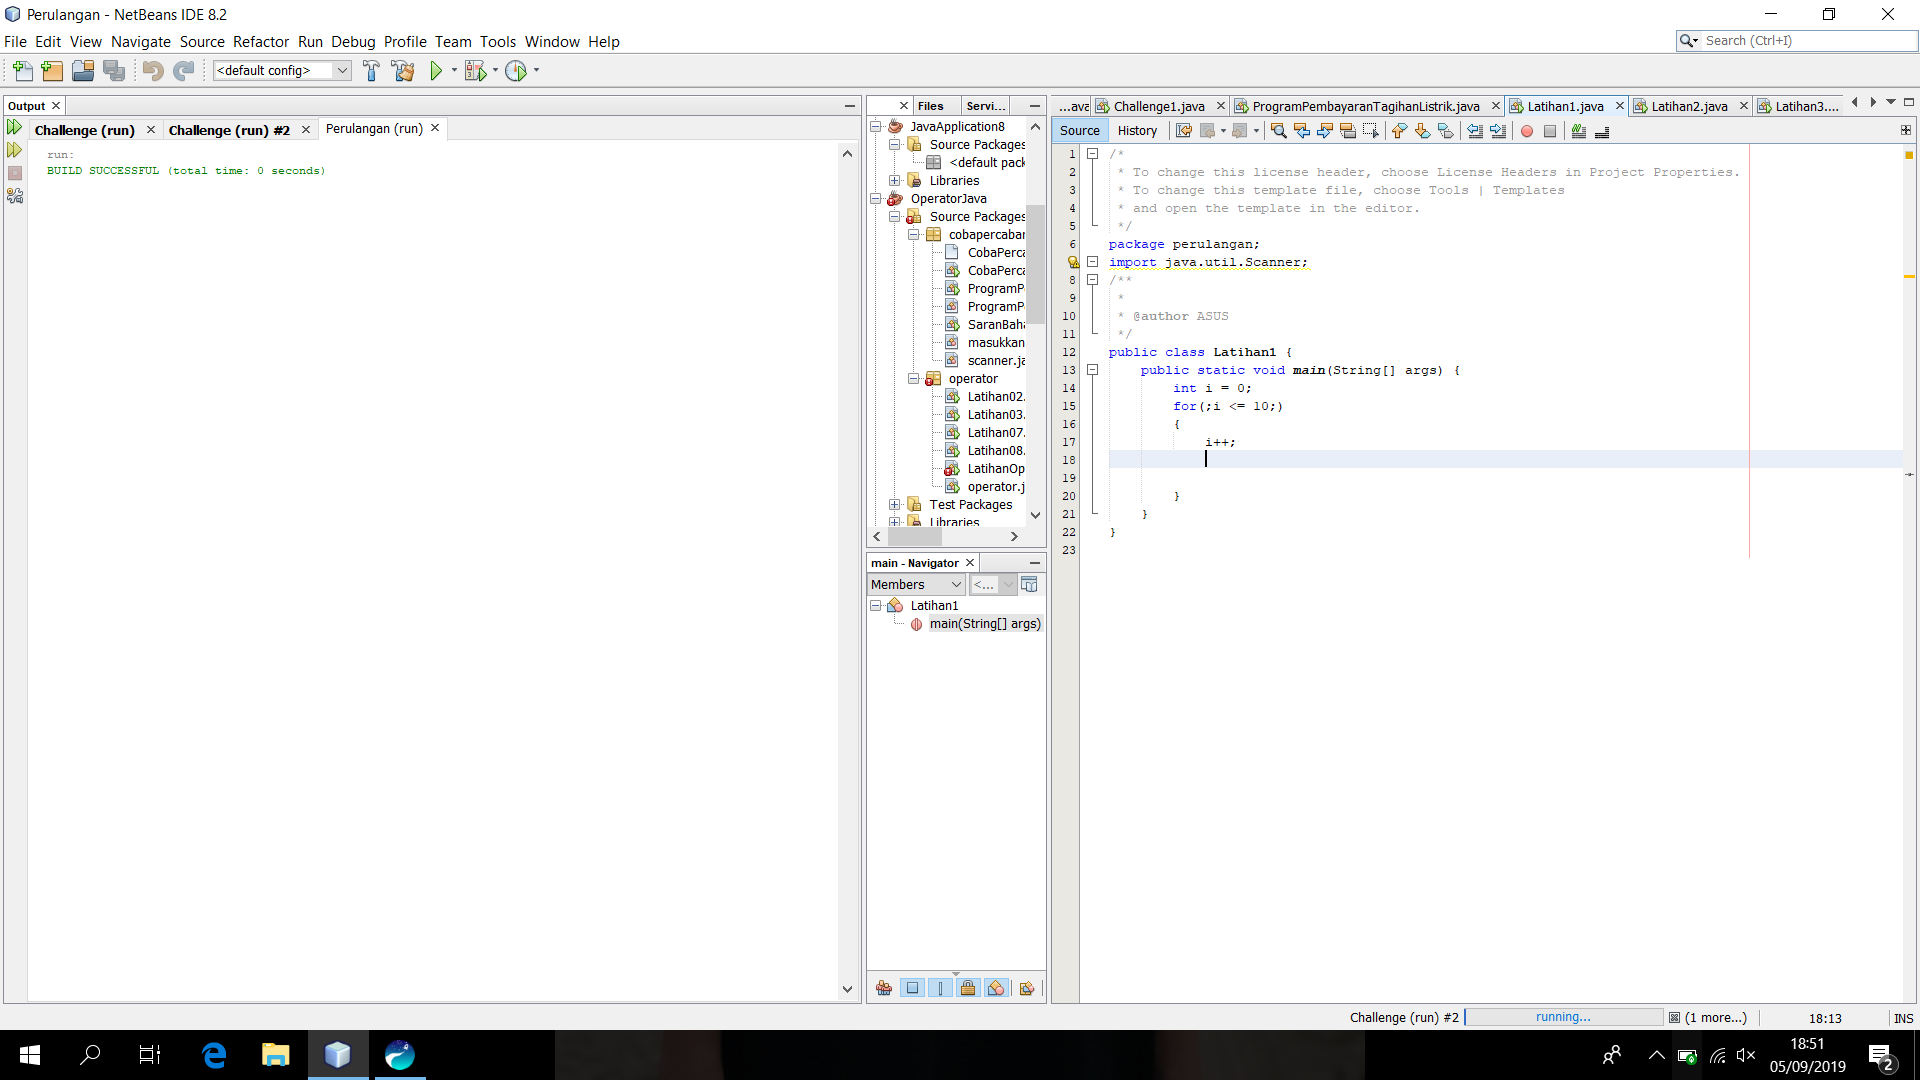 Perulangan - NetBeans IDE 8.2
File Edit View Navigate Source Refactor Run Debug Profile Team Tools Window Help
Search (Ctrl+I)
<default config>
Output
Challenge (run)
Challenge (run) #2
Perulangan (run)
run:
BUILD SUCCESSFUL (total time: 0 seconds)
Files
Servi...
JavaApplication8
Source Packages
<default pack
Libraries
OperatorJava
Source Packages
cobapercabar
CobaPerca
CobaPerca
ProgramP
ProgramP
SaranBaha
masukkan
scanner.ja
operator
Latihan02.
Latihan03.
Latihan07.
Latihan08.
LatihanOp
operator.j
Test Packages
Libraries
main - Navigator
Members
<...
Latihan1
main(String[] args)
...ava
Challenge1.java
ProgramPembayaranTagihanListrik.java
Latihan1.java
Latihan2.java
Latihan3....
Source
History
1 /*
2 * To change this license header, choose License Headers in Project Properties.
3 * To change this template file, choose Tools | Templates
4 * and open the template in the editor.
5 */
6 package perulangan;
import java.util.Scanner;
8 /**
9 *
10 * @author ASUS
11 */
12 public class Latihan1 {
13 public static void main(String[] args) {
14 int i = 0;
15 for(;i <= 10;)
16 {
17 i++;
18
19
20 }
21 }
22 }
23
Challenge (run) #2
running...
(1 more...)
18:13
INS
18:51
05/09/2019
2